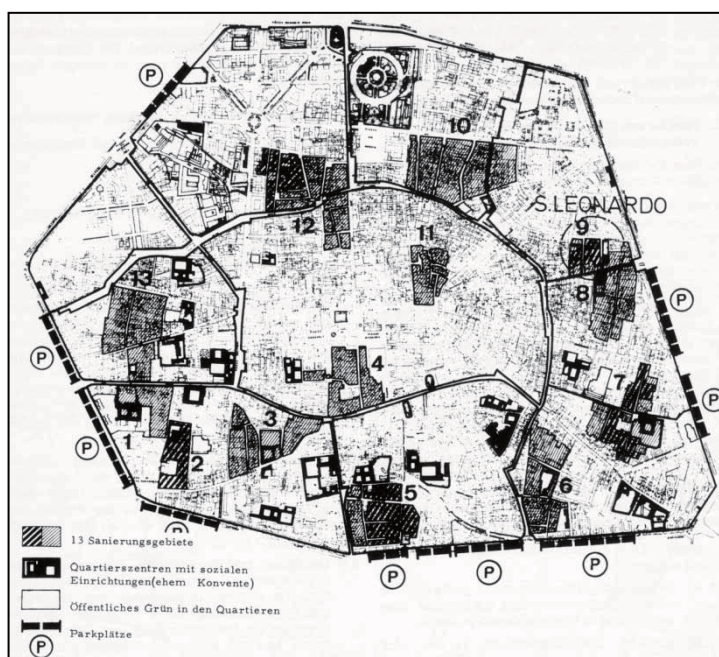 P
10
S. LEONARDO
12
9
11
13
8
P
P
4
7
P
3
1
2
6
5
P
P
P
P
P
13 Sanierungsgebiete
Quartierszentren mit sozialen
Einrichtungen(ehem Konvente)
Öffentliches Grün in den Quartieren
Parkplätze
P